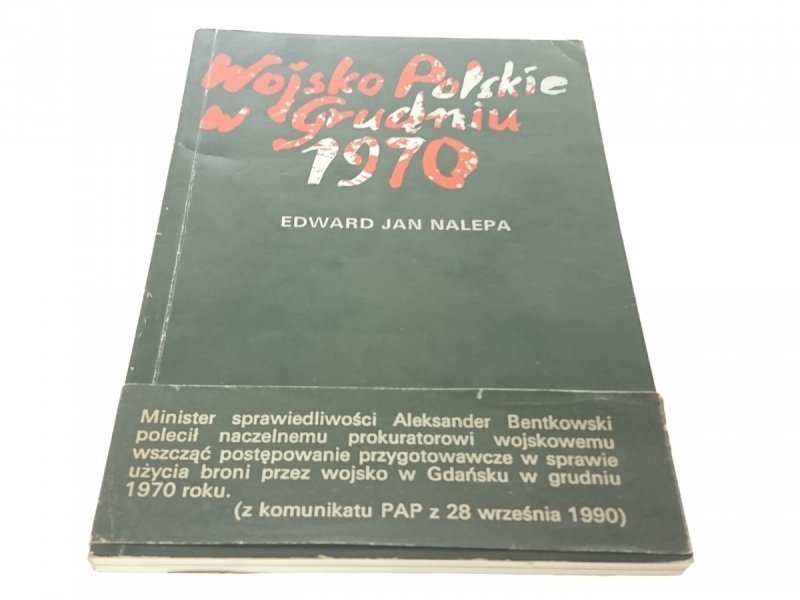 Wojsko Polskie
w Grudniu
1970
EDWARD JAN NALEPA
Minister sprawiedliwości Aleksander Bentkowski
polecił naczelnemu prokuratorowi wojskowemu
wszcząć postępowanie przygotowawcze w sprawie
użycia broni przez wojsko w Gdańsku w grudniu
1970 roku.
(z komunikatu PAP z 28 września 1990)